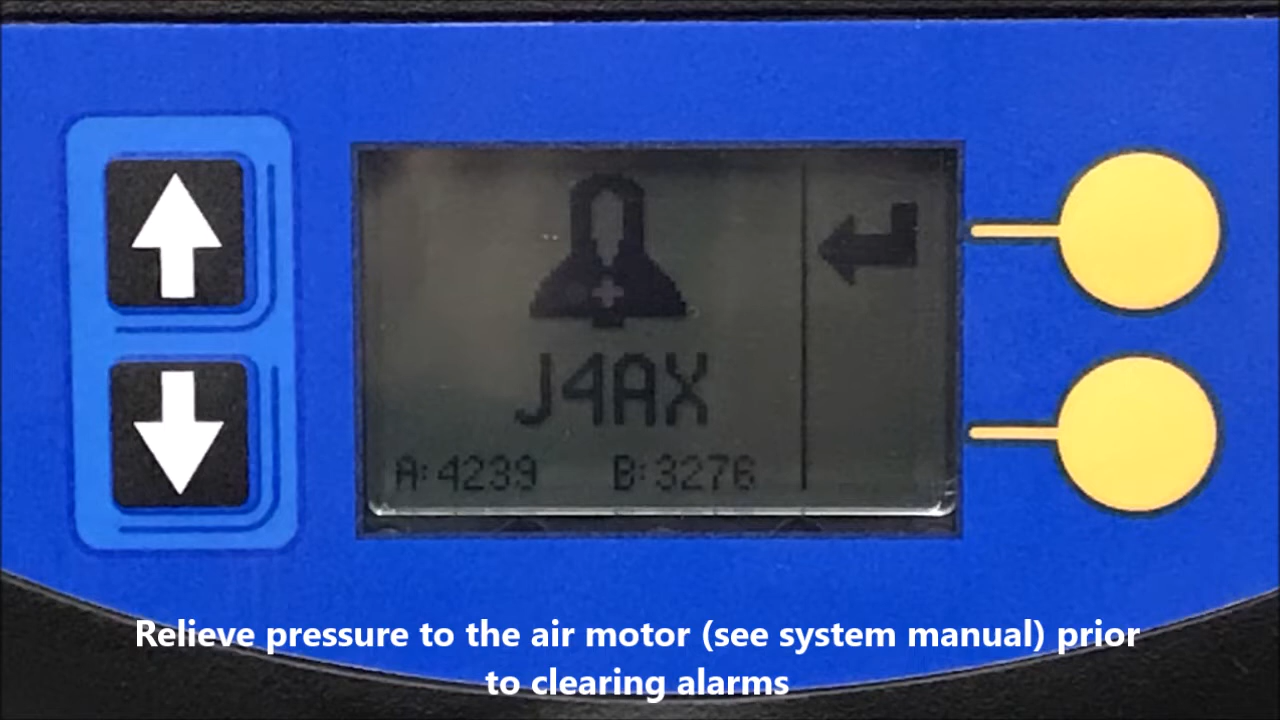 J4AX
A:4239 B:3276
Relieve pressure to the air motor (see system manual) prior
to clearing alarms